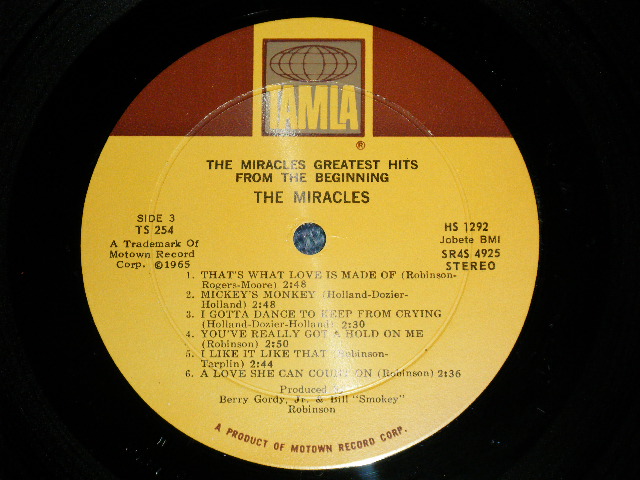 TAMLA
®
THE MIRACLES GREATEST HITS
FROM THE BEGINNING
THE MIRACLES
SIDE 3
TS 254
A Trademark Of
Motown Record
Corp. ©1965
HS 1292
Jobete BMI
SR4S 4925
STEREO
1. THAT'S WHAT LOVE IS MADE OF (Robinson-
Rogers-Moore) 2:48
2. MICKEY'S MONKEY (Holland-Dozier-
Holland) 2:48
3. I GOTTA DANCE TO KEEP FROM CRYING
(Holland-Dozier-Holland) 2:30
4. YOU'VE REALLY GOT A HOLD ON ME
(Robinson) 2:50
5. I LIKE IT LIKE THAT (Robinson-
Tarplin) 2:44
6. A LOVE SHE CAN COUNT ON (Robinson) 2:36
Produced by
Berry Gordy, Jr. & Bill "Smokey"
Robinson
A PRODUCT OF MOTOWN RECORD CORP.